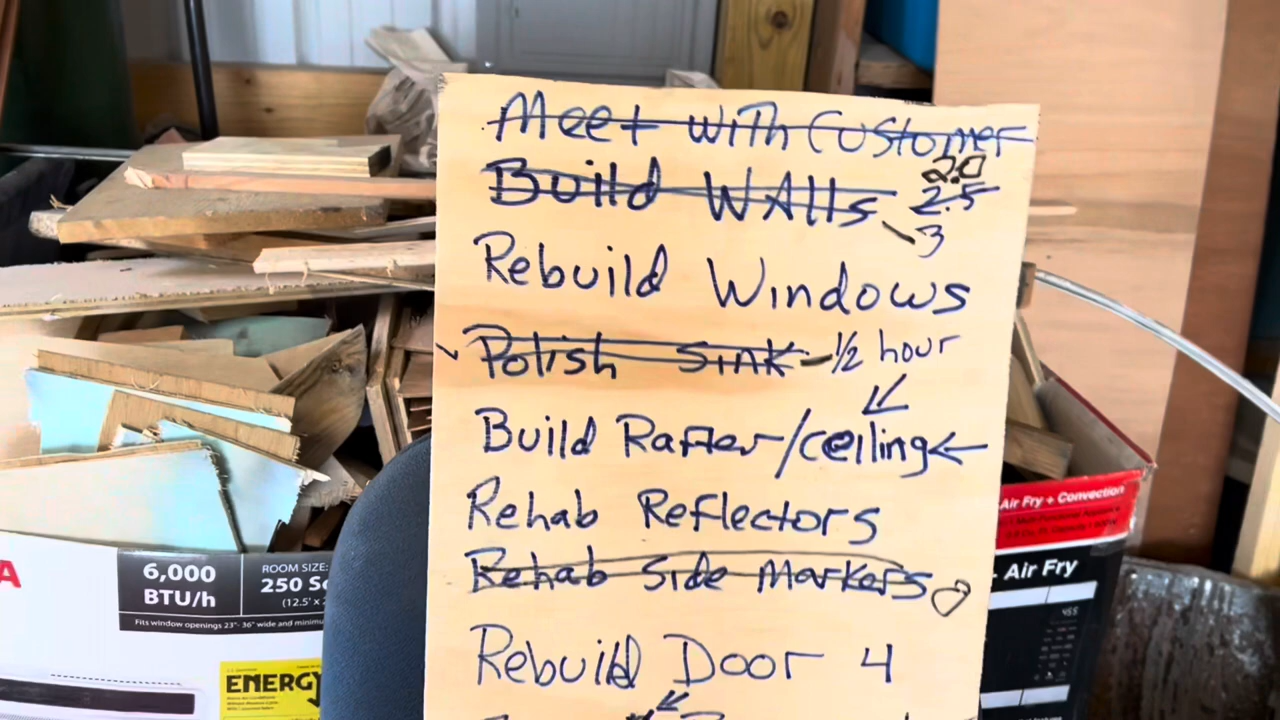 Meet with Customer
2.0
Build WAlls 2.5
3
Rebuild Windows
Polish SiNK - 1/2 hour
Build Rafter/ceiling
Rehab Reflectors
Rehab Side Markers
Rebuild Door 4
6,000
BTU/h
ROOM SIZE:
250
(12.5' x
Fits window openings 23"- 36" wide and
ENERGY
Air Fry + Convection
Air Fry